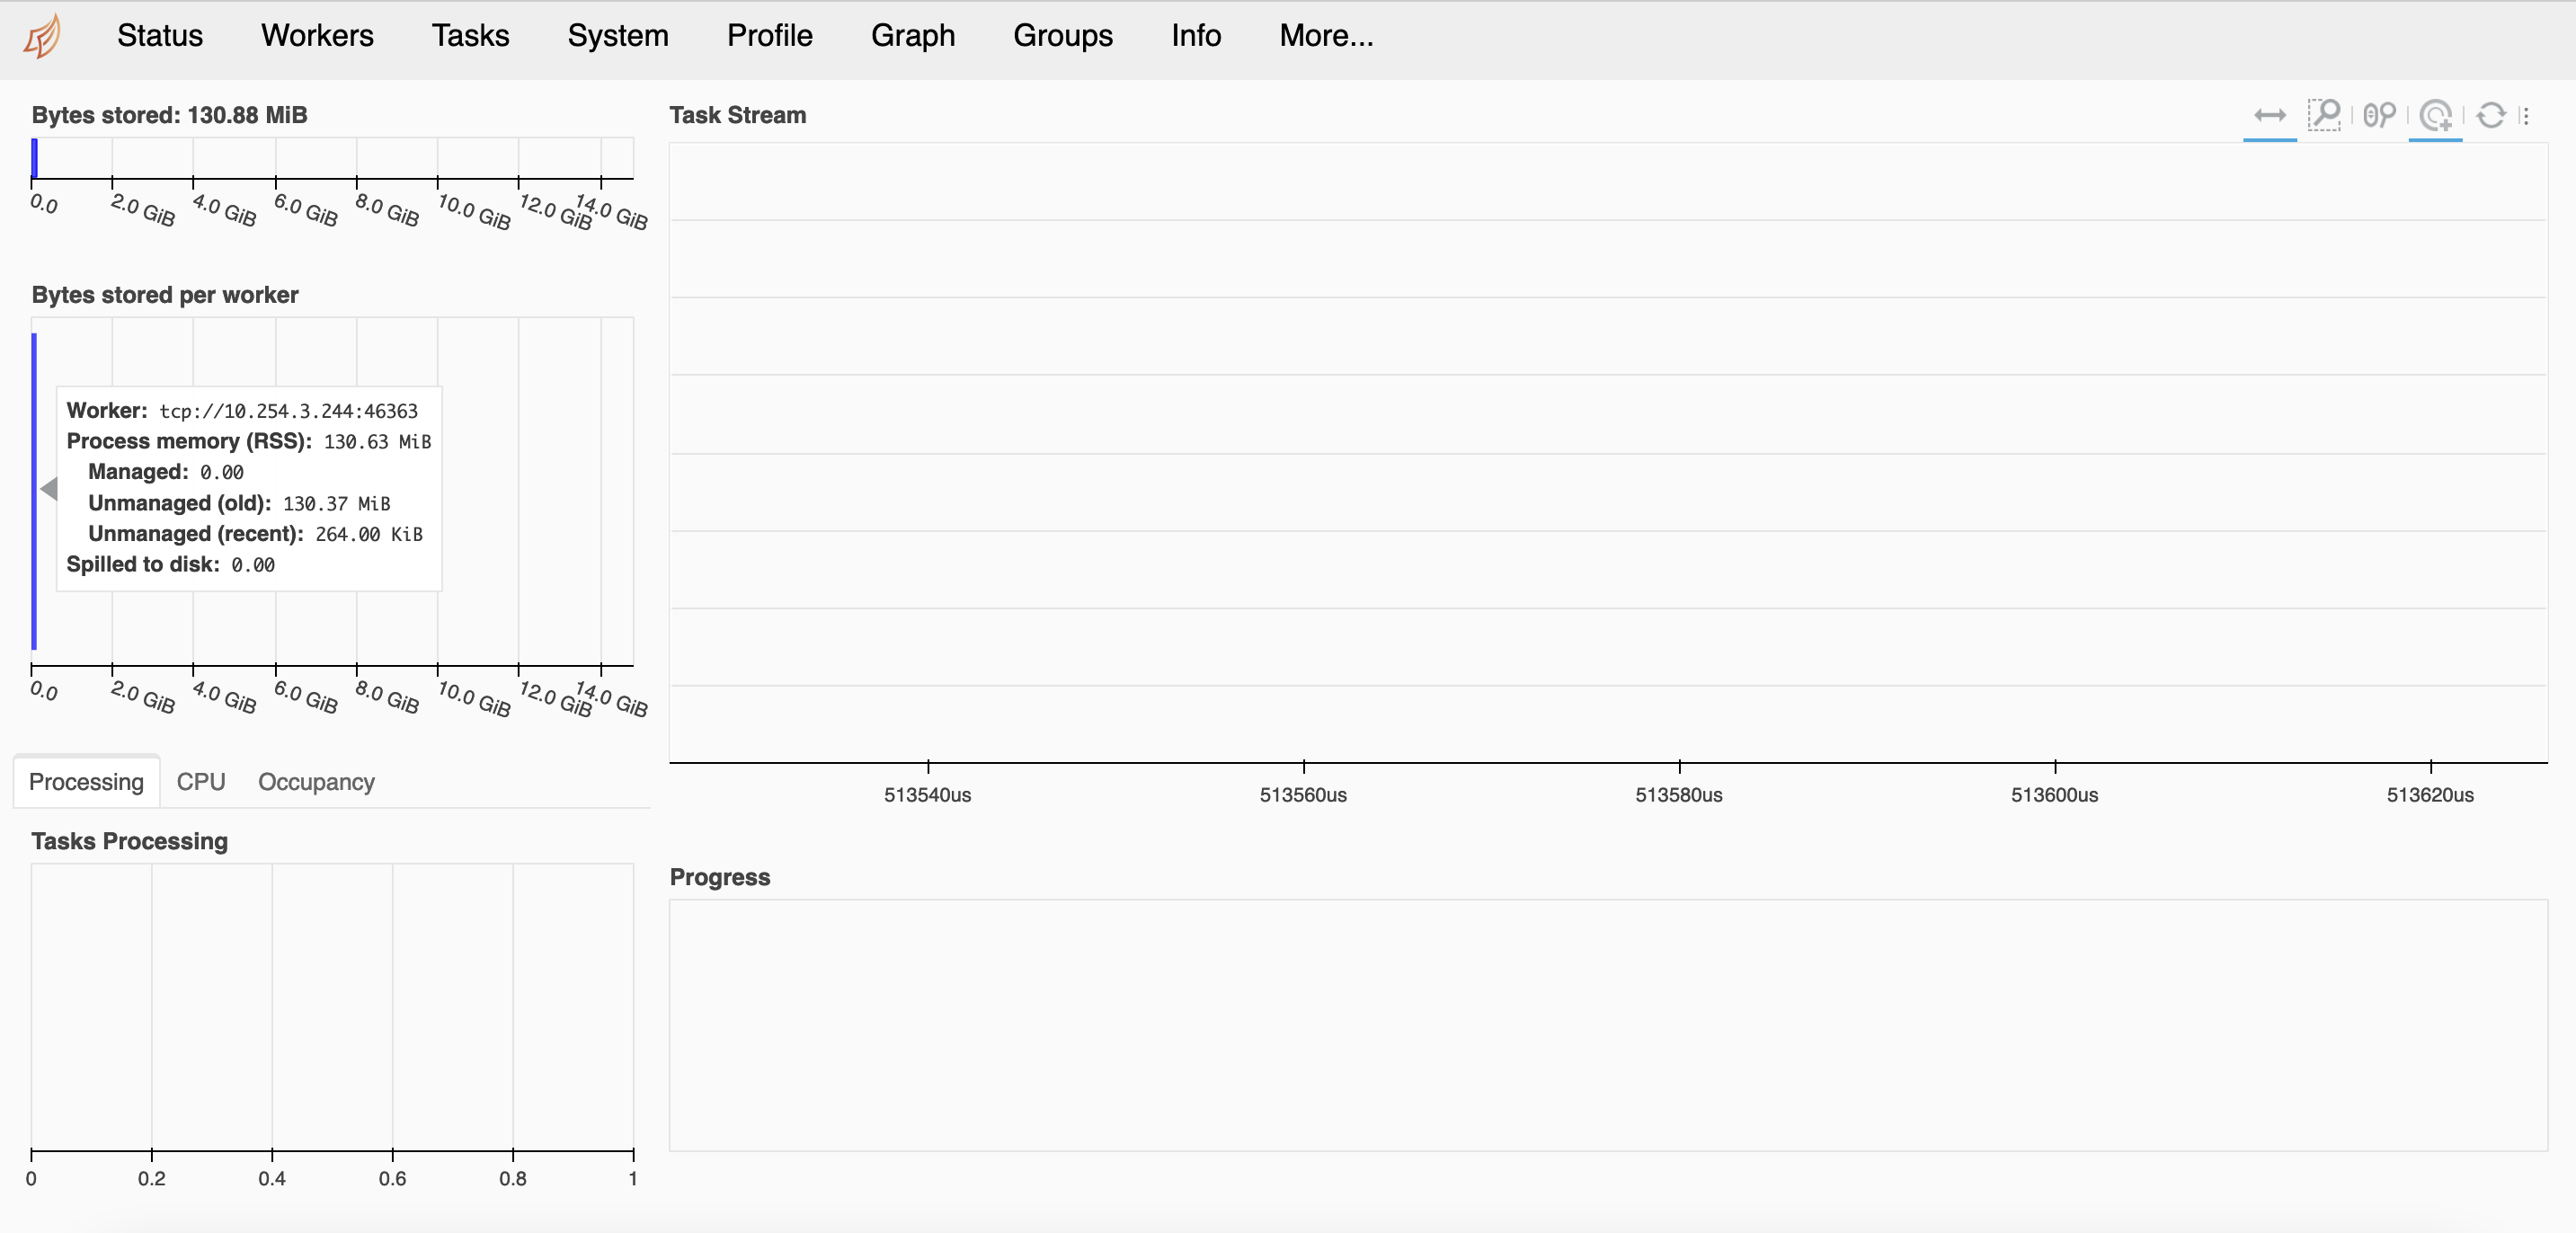 Status Workers Tasks System Profile Graph Groups Info More...
Bytes stored: 130.88 MiB
0.0 2.0 GiB 4.0 GiB 6.0 GiB 8.0 GiB 10.0 GiB 12.0 GiB 14.0 GiB
Bytes stored per worker
Worker: tcp://10.254.3.244:46363
Process memory (RSS): 130.63 MiB
Managed: 0.00
Unmanaged (old): 130.37 MiB
Unmanaged (recent): 264.00 KiB
Spilled to disk: 0.00
0.0 2.0 GiB 4.0 GiB 6.0 GiB 8.0 GiB 10.0 GiB 12.0 GiB 14.0 GiB
Processing CPU Occupancy
Tasks Processing
0 0.2 0.4 0.6 0.8 1
Task Stream
513540us 513560us 513580us 513600us 513620us
Progress